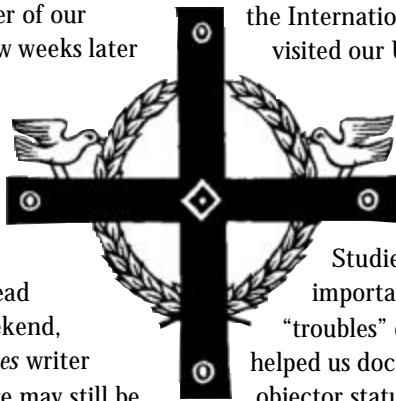 er of our
w weeks later
ead
ekend,
es writer
re may still be
the Internatio
visited our U
Studie
importa
“troubles”
helped us doc
objector statu